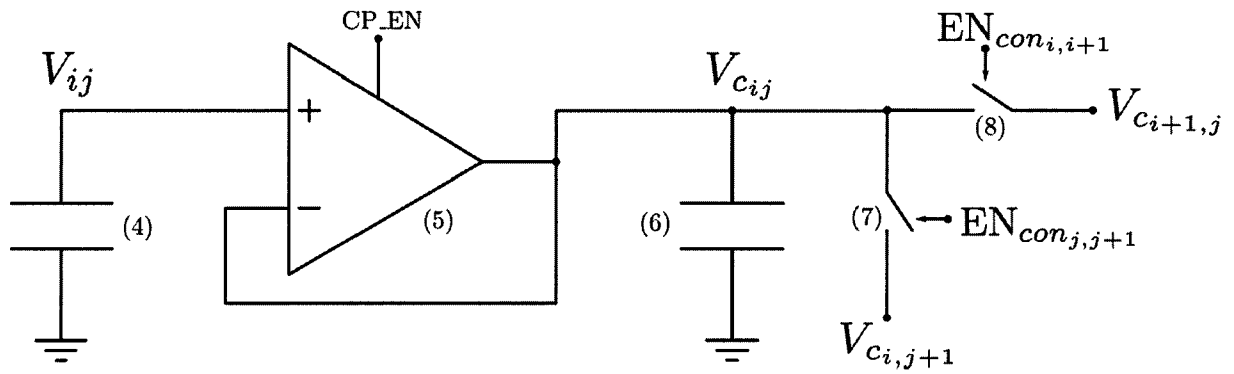 CP_EN
EN_{con_{i,i+1}}
V_{ij}
V_{c_{ij}}
+
(8)
V_{c_{i+1,j}}
−
(4)
(5)
(6)
(7)
EN_{con_{j,j+1}}
V_{c_{i,j+1}}